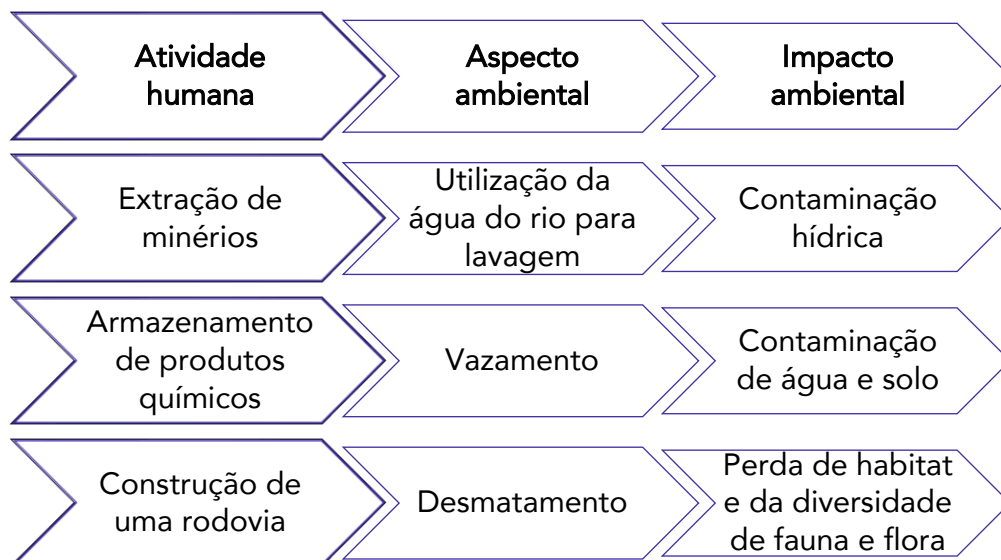 Atividade
humana
Aspecto
ambiental
Impacto
ambiental
Extração de
minérios
Utilização da
água do rio para
lavagem
Contaminação
hídrica
Armazenamento
de produtos
químicos
Vazamento
Contaminação
de água e solo
Construção de
uma rodovia
Desmatamento
Perda de habitat
e da diversidade
de fauna e flora